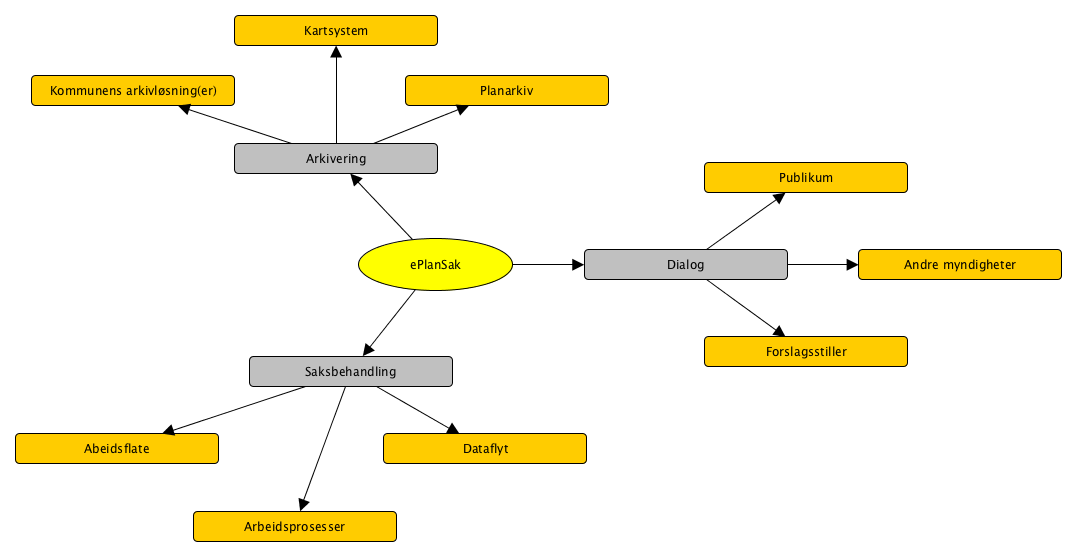 Kartsystem
Kommunens arkivløsning(er)
Planarkiv
Arkivering
Publikum
ePlanSak
Dialog
Andre myndigheter
Forslagsstiller
Saksbehandling
Abeidsflate
Dataflyt
Arbeidsprosesser